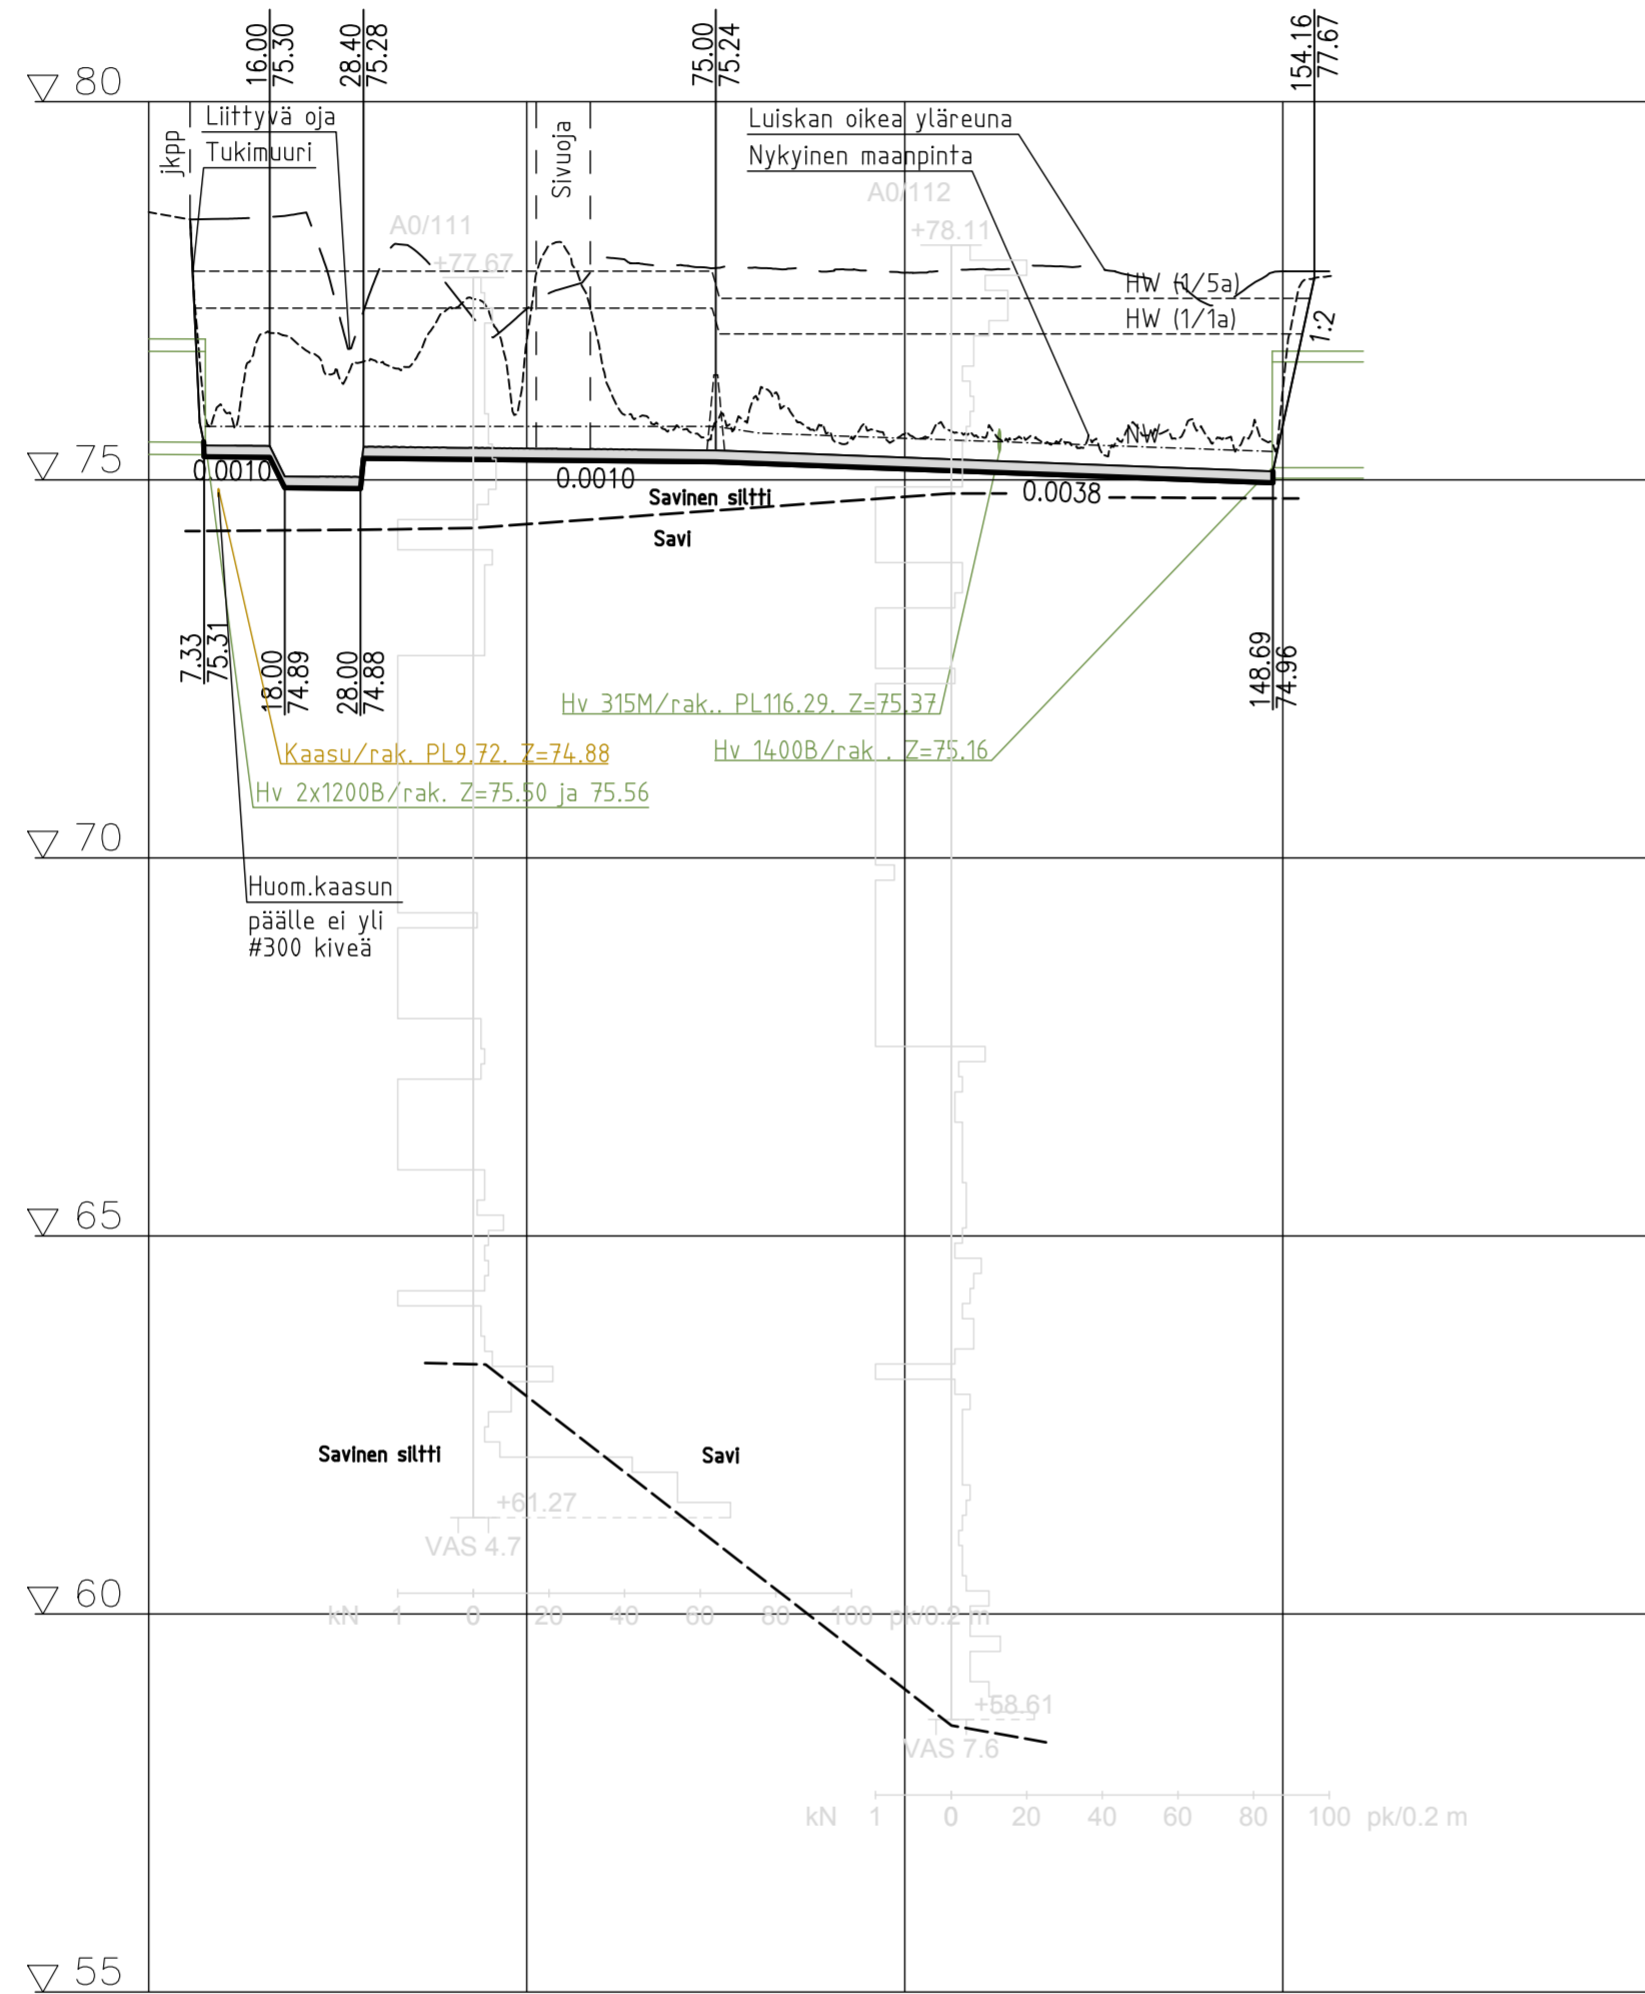 16.00
75.30
28.40
75.28
75.00
75.24
154.16
77.67
80
jkpp
Liittyvä oja
Tukimuuri
Sivuoja
Luiskan oikea yläreuna
Nykyinen maanpinta
A0/111
+77.67
A0/112
+78.11
HW (1/5a)
HW (1/1a)
1:2
NW
75
0.0010
0.0010
Savinen siltti
0.0038
Savi
7.33
75.31
18.00
74.89
28.00
74.88
148.69
74.96
Hv 315M/rak.. PL116.29. Z=75.37
Kaasu/rak. PL9.72. Z=74.88
Hv 1400B/rak . Z=75.16
Hv 2x1200B/rak. Z=75.50 ja 75.56
70
Huom.kaasun
päälle ei yli
#300 kiveä
65
Savinen siltti
Savi
+61.27
VAS 4.7
60
kN 1 0 20 40 60 80 100 pk/0.2 m
+58.61
VAS 7.6
kN 1 0 20 40 60 80 100 pk/0.2 m
55